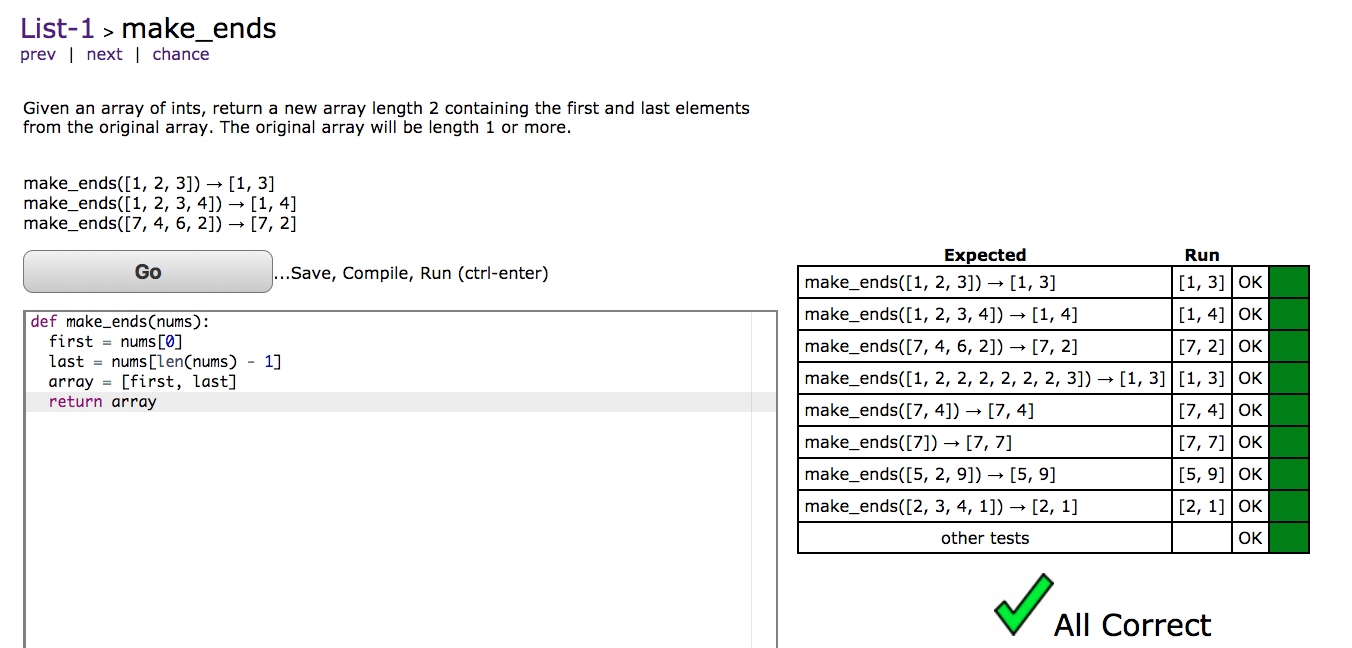 List-1 > make_ends
prev | next | chance
Given an array of ints, return a new array length 2 containing the first and last elements
from the original array. The original array will be length 1 or more.
make_ends([1, 2, 3]) → [1, 3]
make_ends([1, 2, 3, 4]) → [1, 4]
make_ends([7, 4, 6, 2]) → [7, 2]
Go ...Save, Compile, Run (ctrl-enter)
def make_ends(nums):
  first = nums[0]
  last = nums[len(nums) - 1]
  array = [first, last]
  return array
Expected Run
make_ends([1, 2, 3]) → [1, 3] [1, 3] OK
make_ends([1, 2, 3, 4]) → [1, 4] [1, 4] OK
make_ends([7, 4, 6, 2]) → [7, 2] [7, 2] OK
make_ends([1, 2, 2, 2, 2, 2, 2, 3]) → [1, 3] [1, 3] OK
make_ends([7, 4]) → [7, 4] [7, 4] OK
make_ends([7]) → [7, 7] [7, 7] OK
make_ends([5, 2, 9]) → [5, 9] [5, 9] OK
make_ends([2, 3, 4, 1]) → [2, 1] [2, 1] OK
other tests OK
All Correct